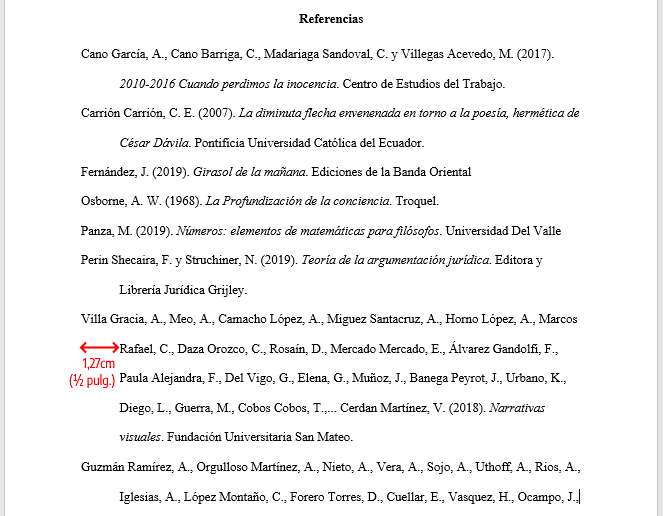 Referencias
Cano García, A., Cano Barriga, C., Madariaga Sandoval, C. y Villegas Acevedo, M. (2017).
2010-2016 Cuando perdimos la inocencia. Centro de Estudios del Trabajo.
Carrión Carrión, C. E. (2007). La diminuta flecha envenenada en torno a la poesía, hermética de
César Dávila. Pontificia Universidad Católica del Ecuador.
Fernández, J. (2019). Girasol de la mañana. Ediciones de la Banda Oriental
Osborne, A. W. (1968). La Profundización de la conciencia. Troquel.
Panza, M. (2019). Números: elementos de matemáticas para filósofos. Universidad Del Valle
Perin Shecaira, F. y Struchiner, N. (2019). Teoría de la argumentación jurídica. Editora y
Librería Jurídica Grijley.
Villa Gracia, A., Meo, A., Camacho López, A., Miguez Santacruz, A., Horno López, A., Marcos
Rafael, C., Daza Orozco, C., Rosaín, D., Mercado Mercado, E., Álvarez Gandolfi, F.,
1,27cm
(½ pulg.)
Paula Alejandra, F., Del Vigo, G., Elena, G., Muñoz, J., Banega Peyrot, J., Urbano, K.,
Diego, L., Guerra, M., Cobos Cobos, T.,... Cerdan Martínez, V. (2018). Narrativas
visuales. Fundación Universitaria San Mateo.
Guzmán Ramírez, A., Orgulloso Martínez, A., Nieto, A., Vera, A., Sojo, A., Uthoff, A., Rios, A.,
Iglesias, A., López Montaño, C., Forero Torres, D., Cuellar, E., Vasquez, H., Ocampo, J.,